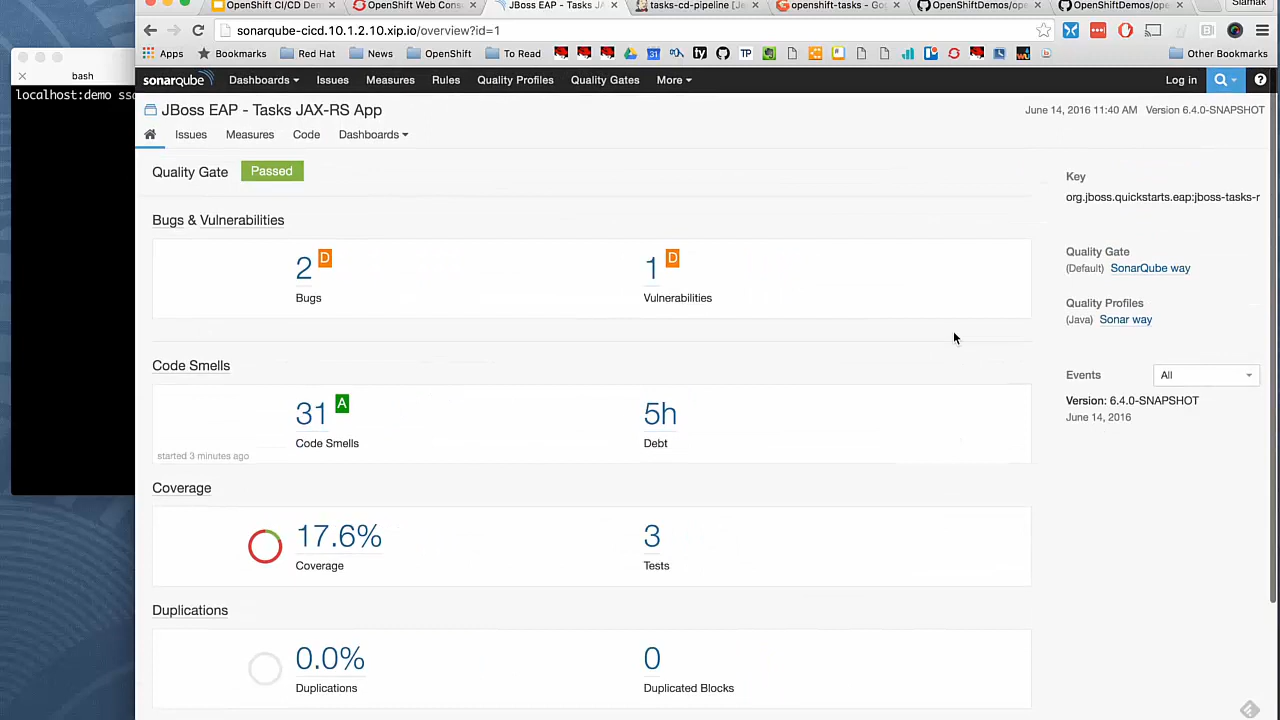 OpenShift CI/CD Dem
OpenShift Web Cons
JBoss EAP - Tasks JA
tasks-cd-pipeline [Je
openshift-tasks - Gog
OpenShiftDemos/ope
OpenShiftDemos/ope
Siamak
sonarqube-cicd.10.1.2.10.xip.io/overview?id=1
Apps
Bookmarks
Red Hat
News
OpenShift
To Read
Other Bookmarks
bash
localhost:demo sso
sonarqube
Dashboards
Issues
Measures
Rules
Quality Profiles
Quality Gates
More
Log in
JBoss EAP - Tasks JAX-RS App
June 14, 2016 11:40 AM Version 6.4.0-SNAPSHOT
Issues
Measures
Code
Dashboards
Quality Gate
Passed
Key
org.jboss.quickstarts.eap:jboss-tasks-r
Bugs & Vulnerabilities
2 D
Bugs
1 D
Vulnerabilities
Quality Gate
(Default) SonarQube way
Quality Profiles
(Java) Sonar way
Code Smells
31 A
Code Smells
5h
Debt
started 3 minutes ago
Events
All
Version: 6.4.0-SNAPSHOT
June 14, 2016
Coverage
17.6%
Coverage
3
Tests
Duplications
0.0%
Duplications
0
Duplicated Blocks